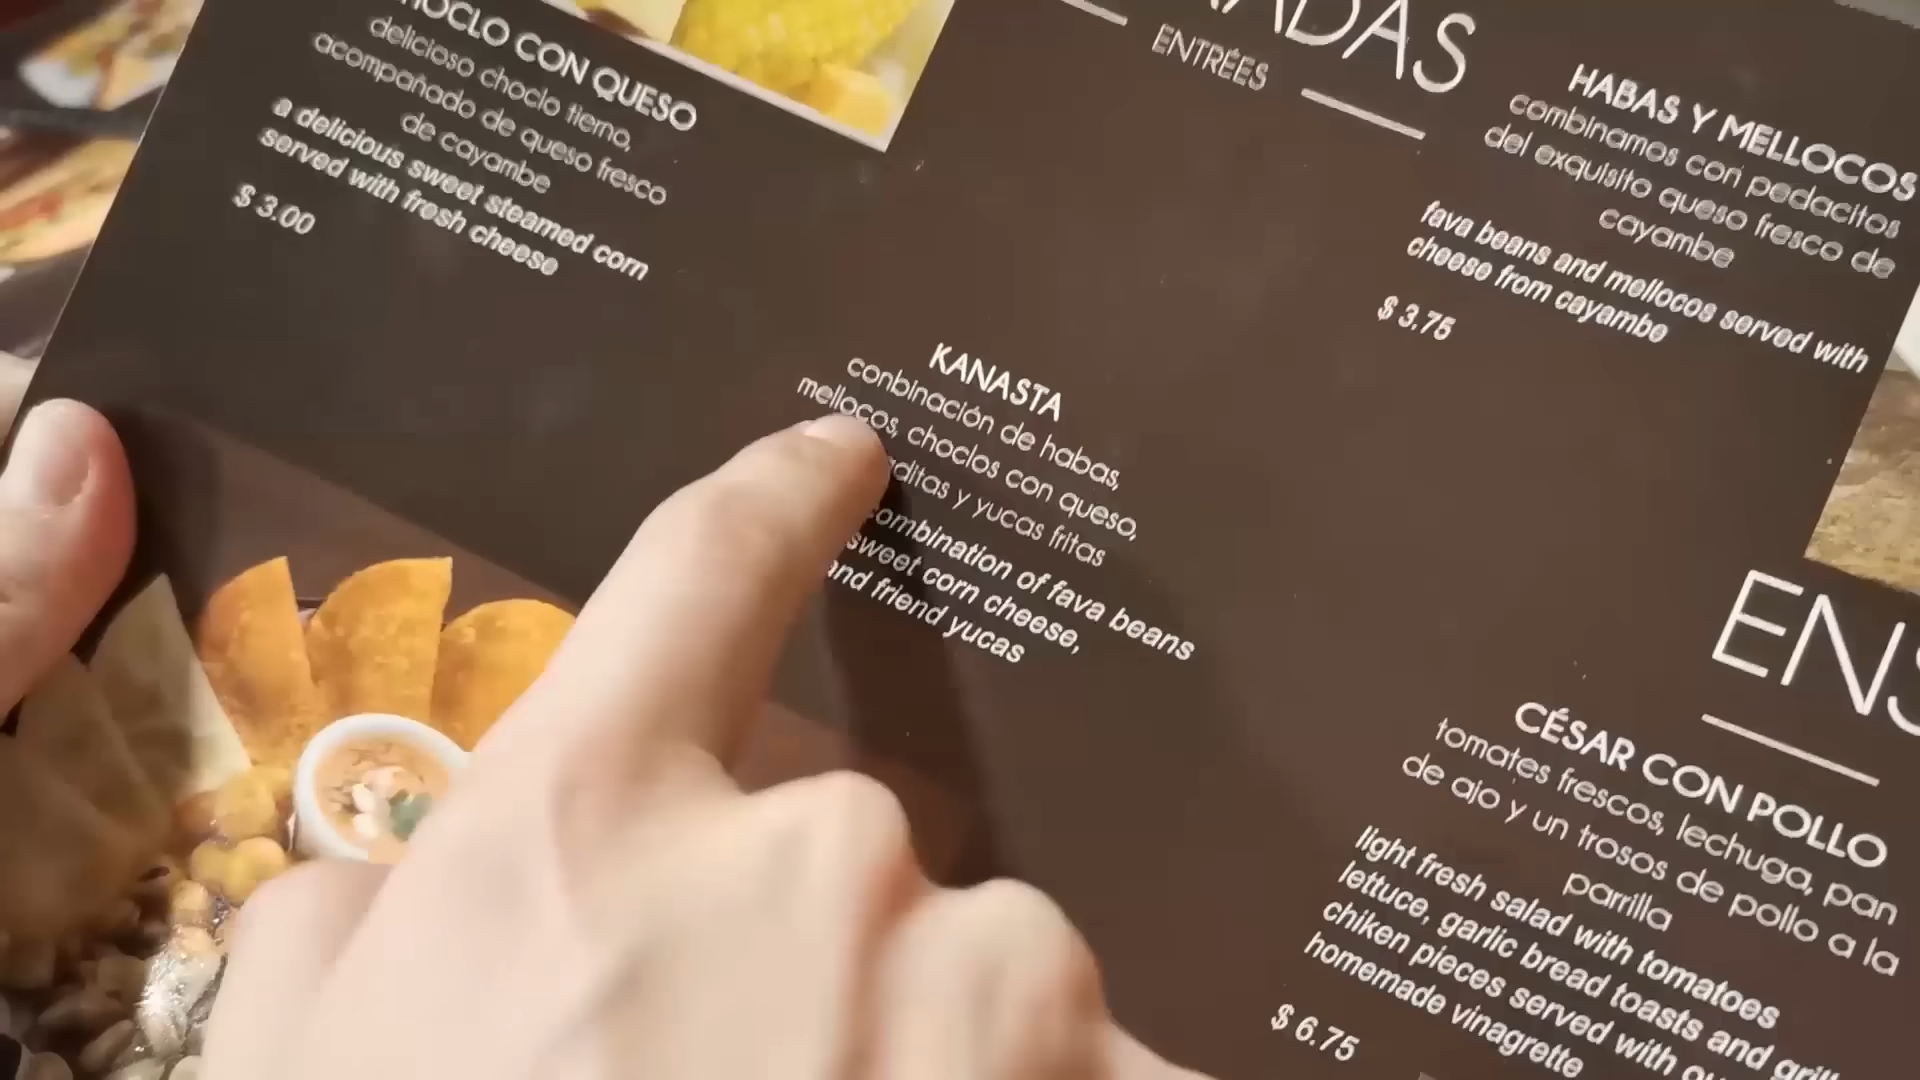 CHOCLO CON QUESO
delicioso choclo tierno,
acompañado de queso fresco
de cayambe
a delicious sweet steamed corn
served with fresh cheese
$ 3.00
ENTRÉES
HABAS Y MELLOCOS
combinamos con pedacitos
del exquisito queso fresco de
cayambe
fava beans and mellocos served with
cheese from cayambe
$ 3.75
KANASTA
conbinación de habas,
mellocos, choclos con queso,
y yucas fritas
combination of fava beans
sweet corn cheese,
and friend yucas
ENS
CÉSAR CON POLLO
tomates frescos, lechuga, pan
de ajo y un trosos de pollo a la
parrilla
light fresh salad with tomatoes
lettuce, garlic bread toasts and
chiken pieces served with
homemade vinagrette
$ 6.75